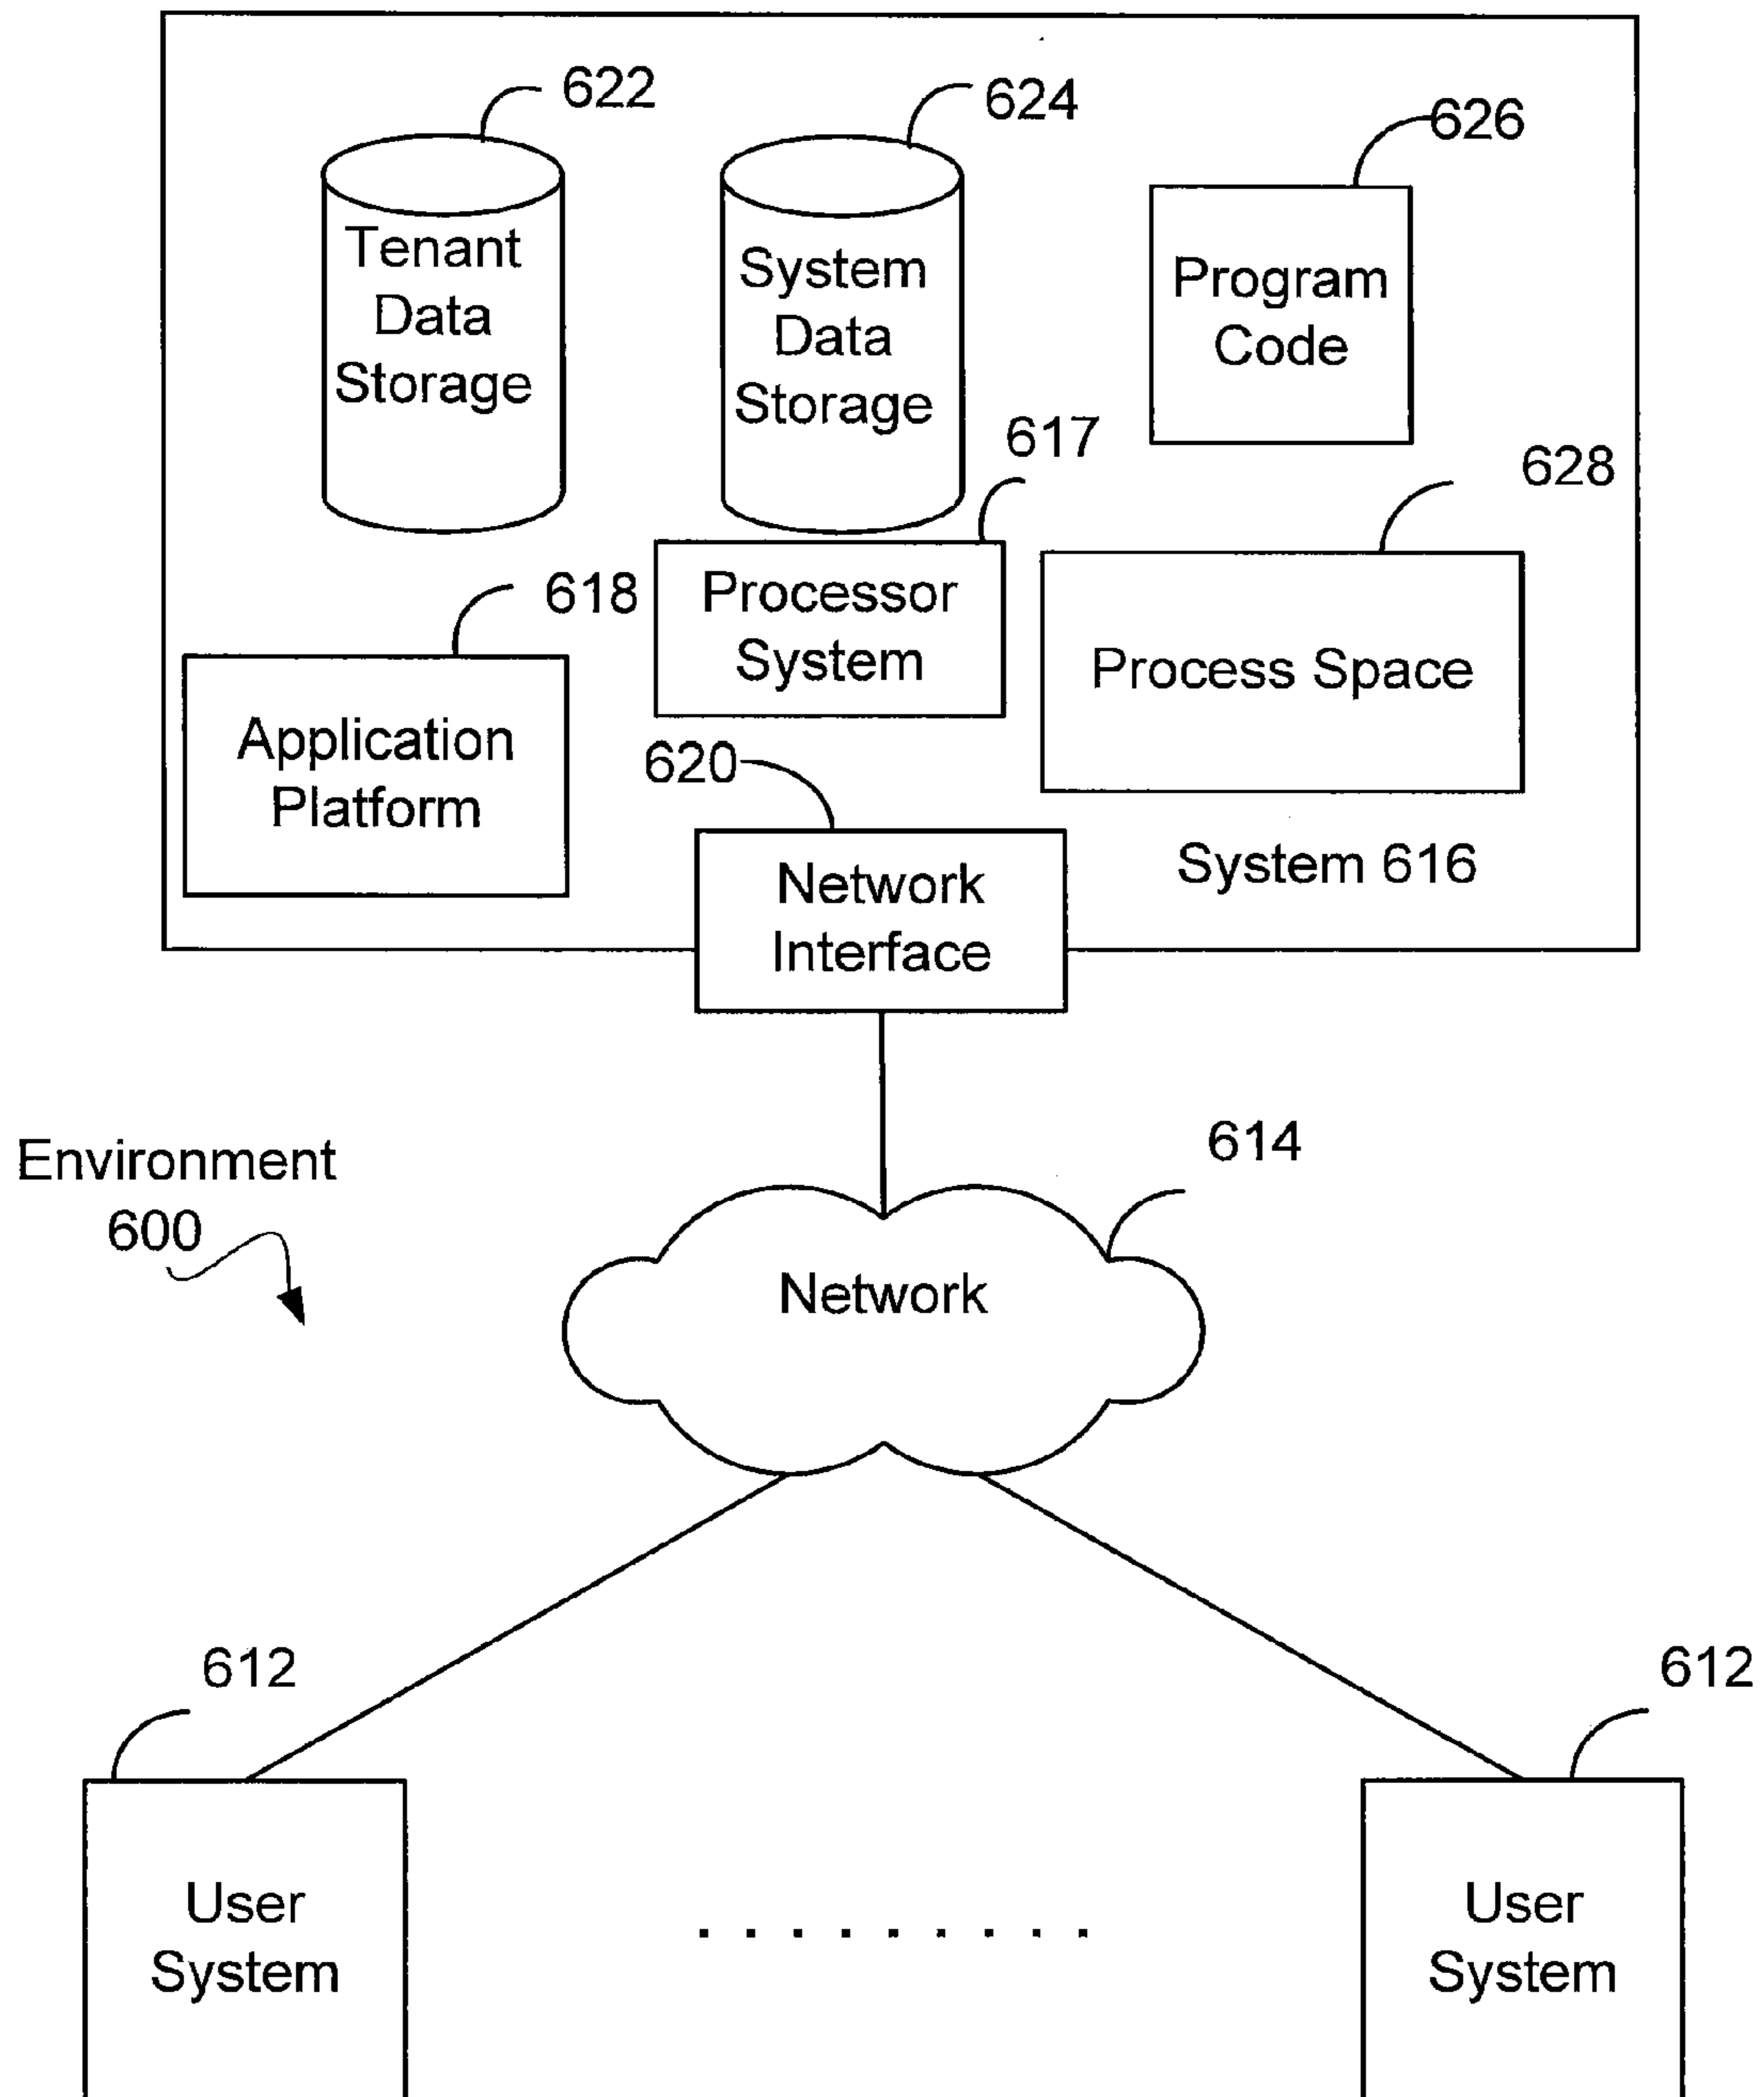 622
624
626
Tenant
Data
Storage
System
Data
Storage
Program
Code
617
628
618
Processor
System
Process Space
Application
Platform
620
Network
Interface
System 616
Environment
600
614
Network
612
612
User
System
.........
User
System